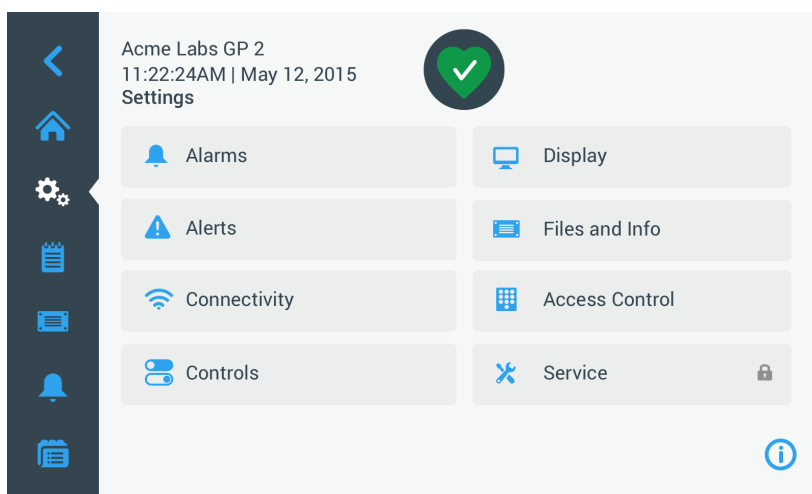 Acme Labs GP 2
11:22:24AM | May 12, 2015
Settings
Alarms
Display
Alerts
Files and Info
Connectivity
Access Control
Controls
Service